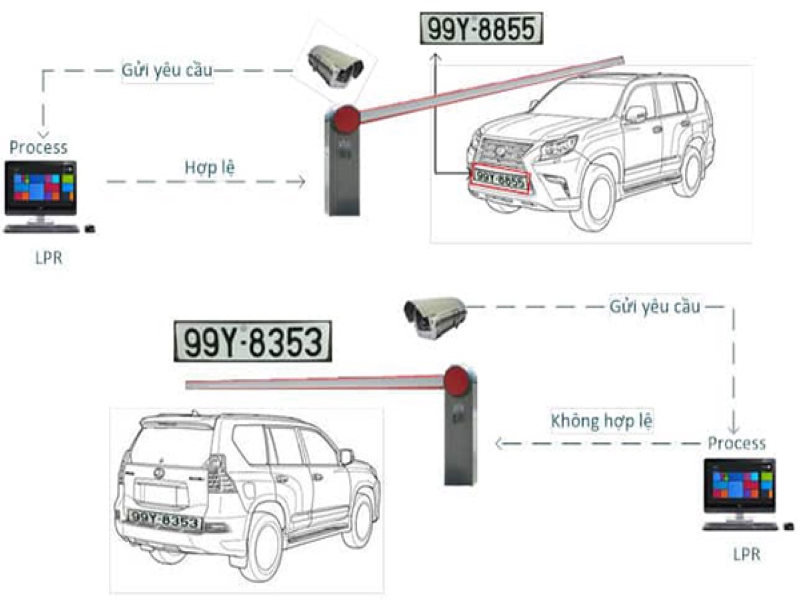 99Y-8855
Gửi yêu cầu
Process
Hợp lệ
99Y-8855
LPR
Gửi yêu cầu
99Y-8353
Không hợp lệ
Process
99Y-8353
LPR